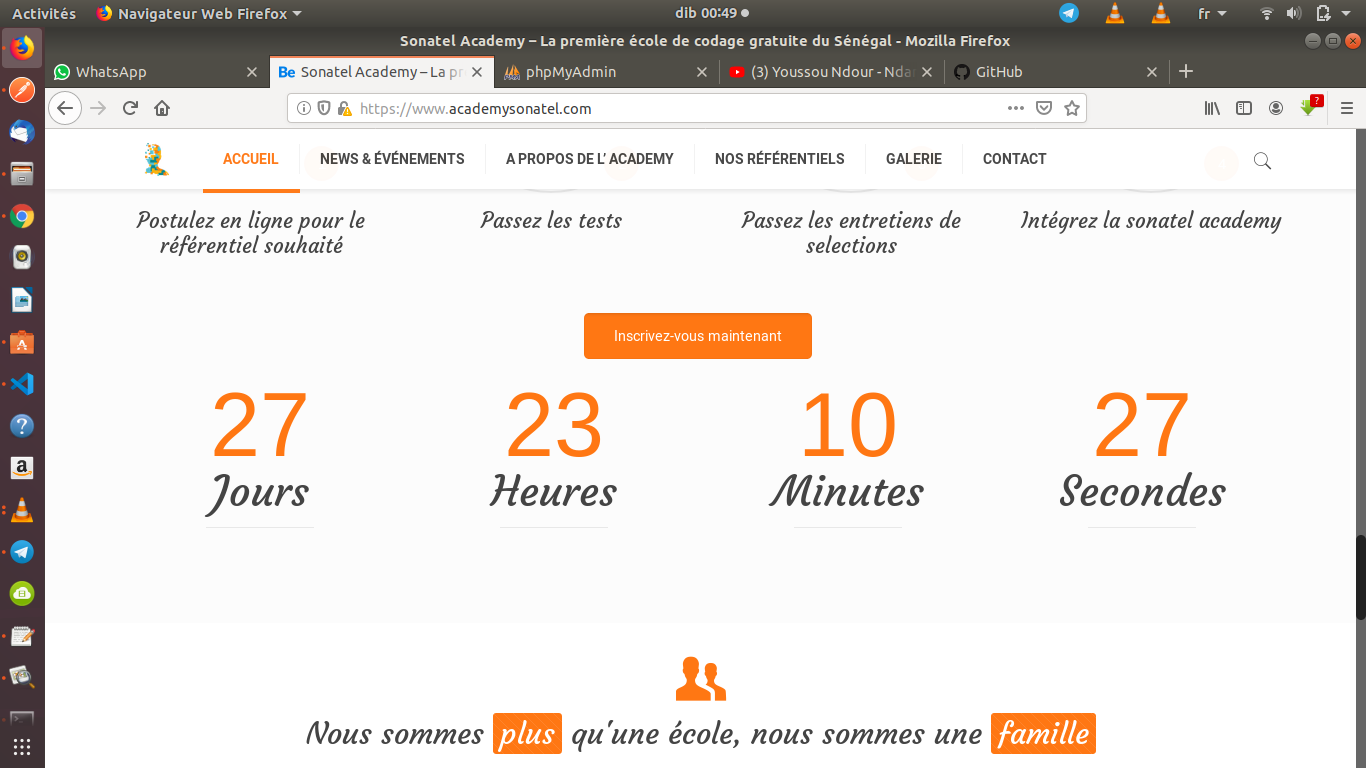 Activités Navigateur Web Firefox dib 00:49 fr
Sonatel Academy – La première école de codage gratuite du Sénégal - Mozilla Firefox
WhatsApp Be Sonatel Academy – La pr phpMyAdmin (3) Youssou Ndour - Nda GitHub
https://www.academysonatel.com ?
ACCUEIL NEWS & ÉVÉNEMENTS A PROPOS DE L’ ACADEMY NOS RÉFÉRENTIELS GALERIE CONTACT
Postulez en ligne pour le référentiel souhaité
Passez les tests
Passez les entretiens de selections
Intégrez la sonatel academy
Inscrivez-vous maintenant
27 23 10 27
Jours Heures Minutes Secondes
Nous sommes plus qu'une école, nous sommes une famille